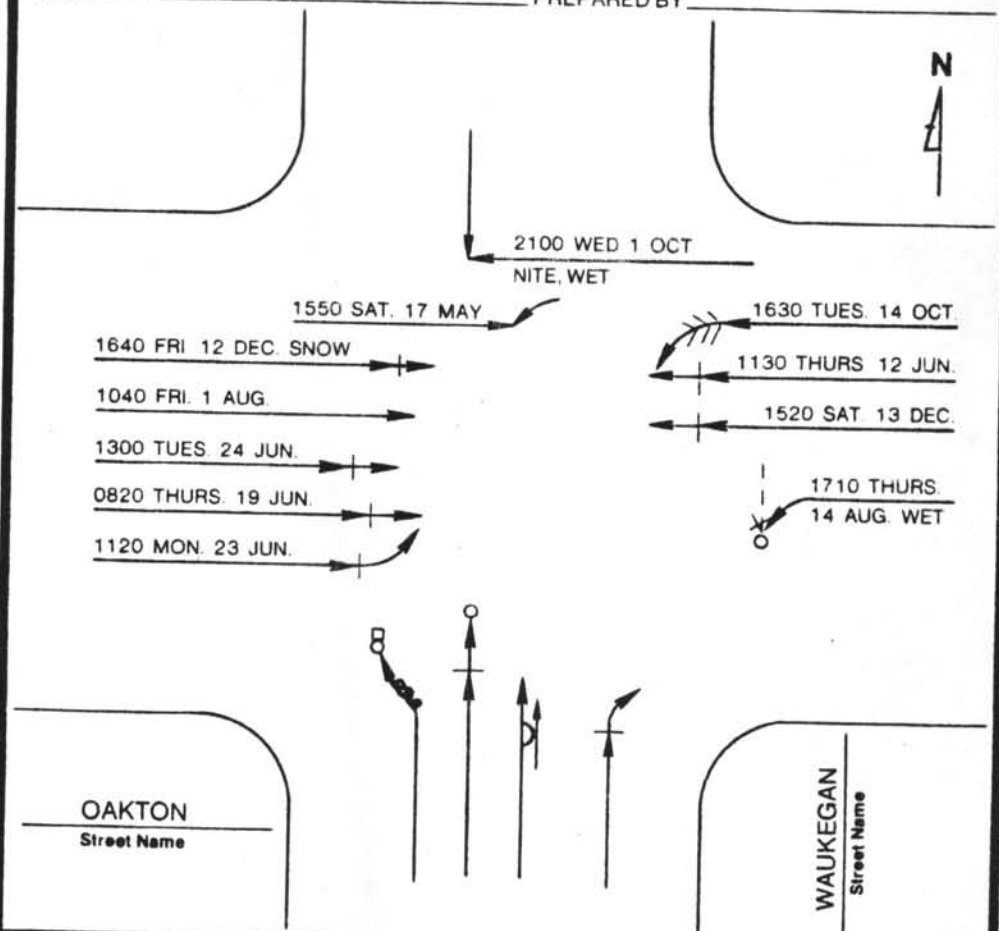 PREPARED BY
N
2100 WED 1 OCT
NITE, WET
1550 SAT. 17 MAY
1630 TUES. 14 OCT.
1640 FRI 12 DEC. SNOW
1130 THURS 12 JUN.
1040 FRI. 1 AUG.
1520 SAT. 13 DEC.
1300 TUES. 24 JUN.
0820 THURS. 19 JUN.
1710 THURS.
14 AUG. WET
1120 MON. 23 JUN.
OAKTON
Street Name
WAUKEGAN
Street Name